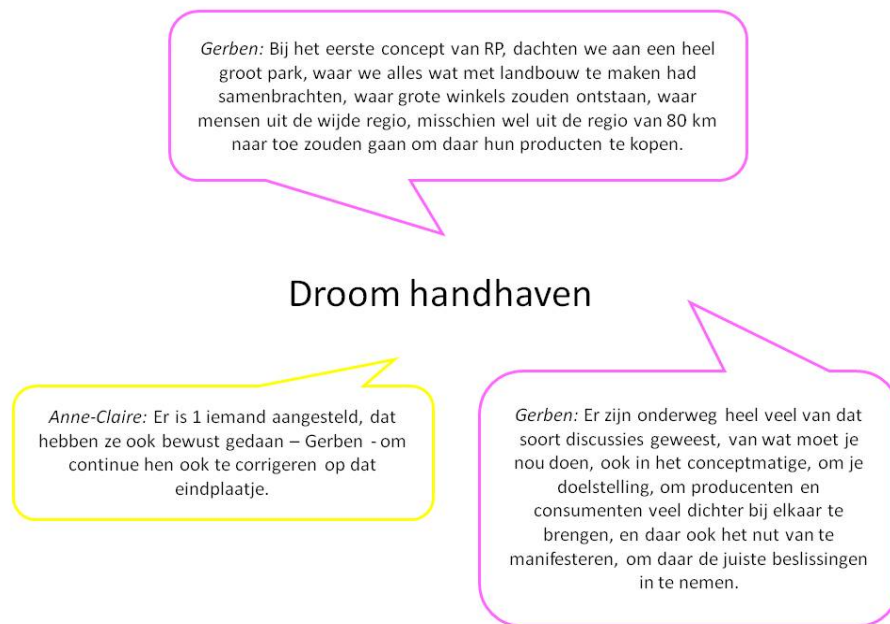 Gerben: Bij het eerste concept van RP, dachten we aan een heel
groot park, waar we alles wat met landbouw te maken had
samenbrachten, waar grote winkels zouden ontstaan, waar
mensen uit de wijde regio, misschien wel uit de regio van 80 km
naar toe zouden gaan om daar hun producten te kopen.
Droom handhaven
Anne-Claire: Er is 1 iemand aangesteld, dat
hebben ze ook bewust gedaan – Gerben - om
continue hen ook te corrigeren op dat
eindplaatje.
Gerben: Er zijn onderweg heel veel van dat
soort discussies geweest, van wat moet je
nou doen, ook in het conceptmatige, om je
doelstelling, om producenten en
consumenten veel dichter bij elkaar te
brengen, en daar ook het nut van te
manifesteren, om daar de juiste beslissingen
in te nemen.